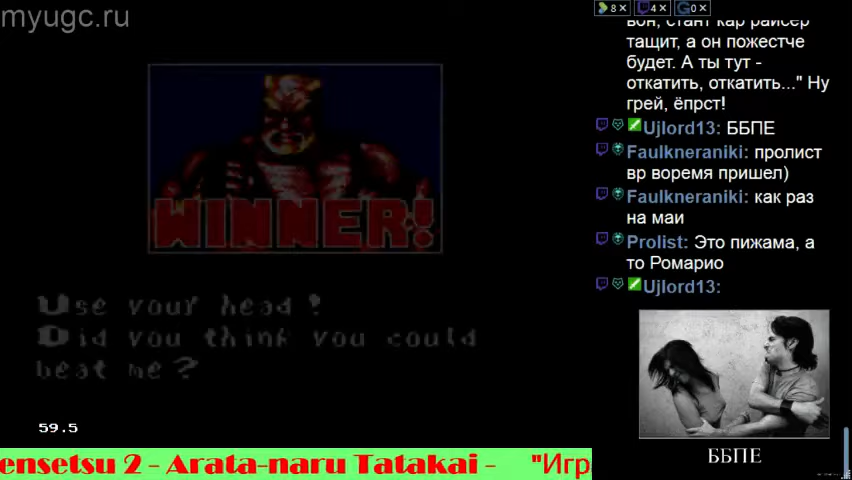 myugc.ru
WINNER!
Use your head!
Did you think you could
beat me?
59.5
ensetsu 2 - Arata-naru Tatakai - "Игр
8 × 4 × 0 ×
вон, стант кар райсер
тащит, а он пожестче
будет. А ты тут -
откатить, откатить..." Ну
грей, ёпрст!
Ujlord13: ББПЕ
Faulkneraniki: пролист
вр воремя пришел)
Faulkneraniki: как раз
на маи
Prolist: Это пижама, а
то Ромарио
Ujlord13:
ББПЕ